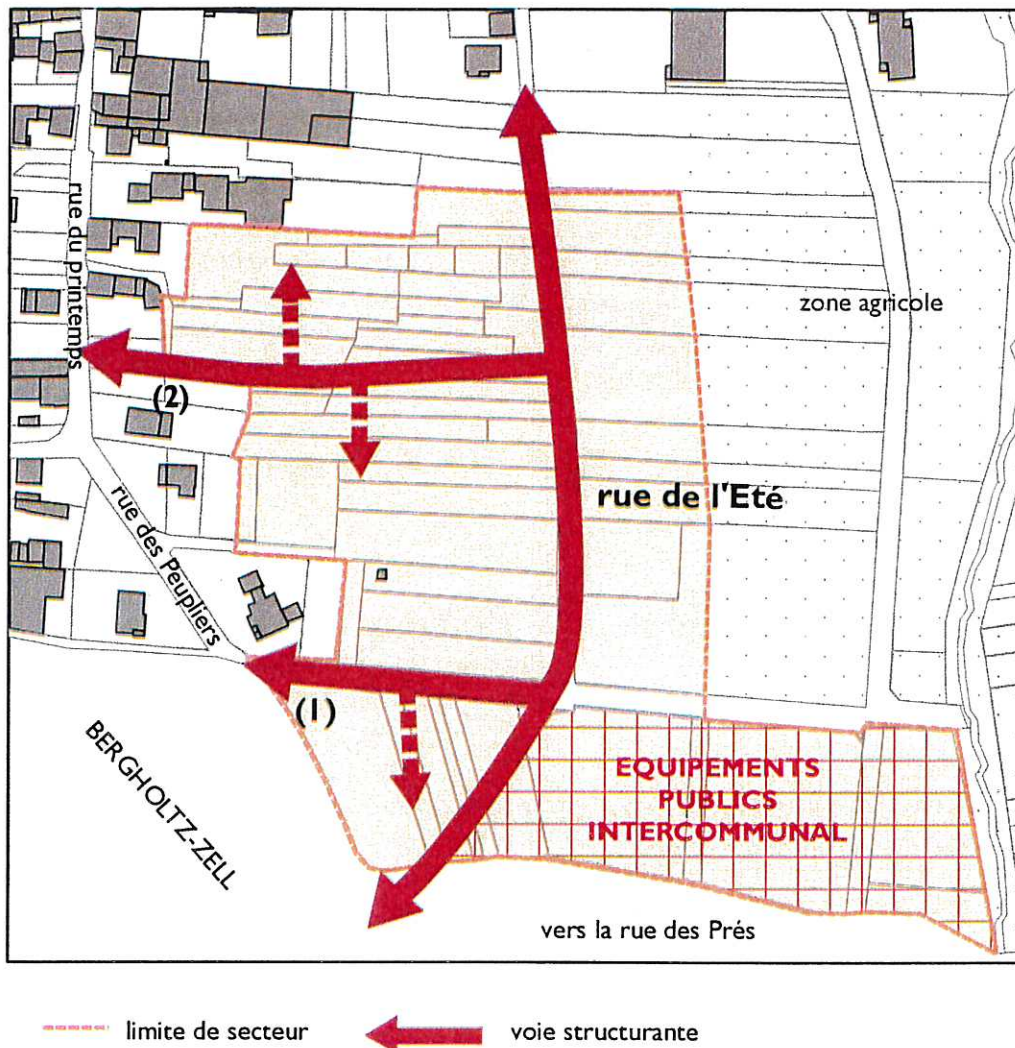 rue du printemps
zone agricole
(2)
rue de l'Eté
rue des Peupliers
(1)
BERGHOLTZ-ZELL
EQUIPEMENTS
PUBLICS
INTERCOMMUNAL
vers la rue des Prés
limite de secteur
voie structurante